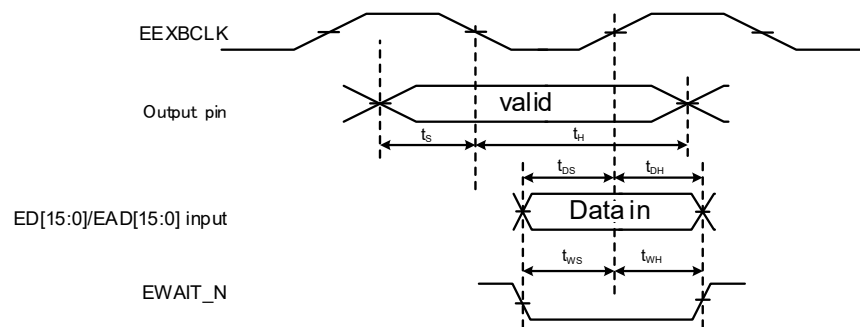 EEXBCLK
Output pin
valid
tS
tH
tDS
tDH
ED[15:0]/EAD[15:0] input
Data in
tWS
tWH
EWAIT_N